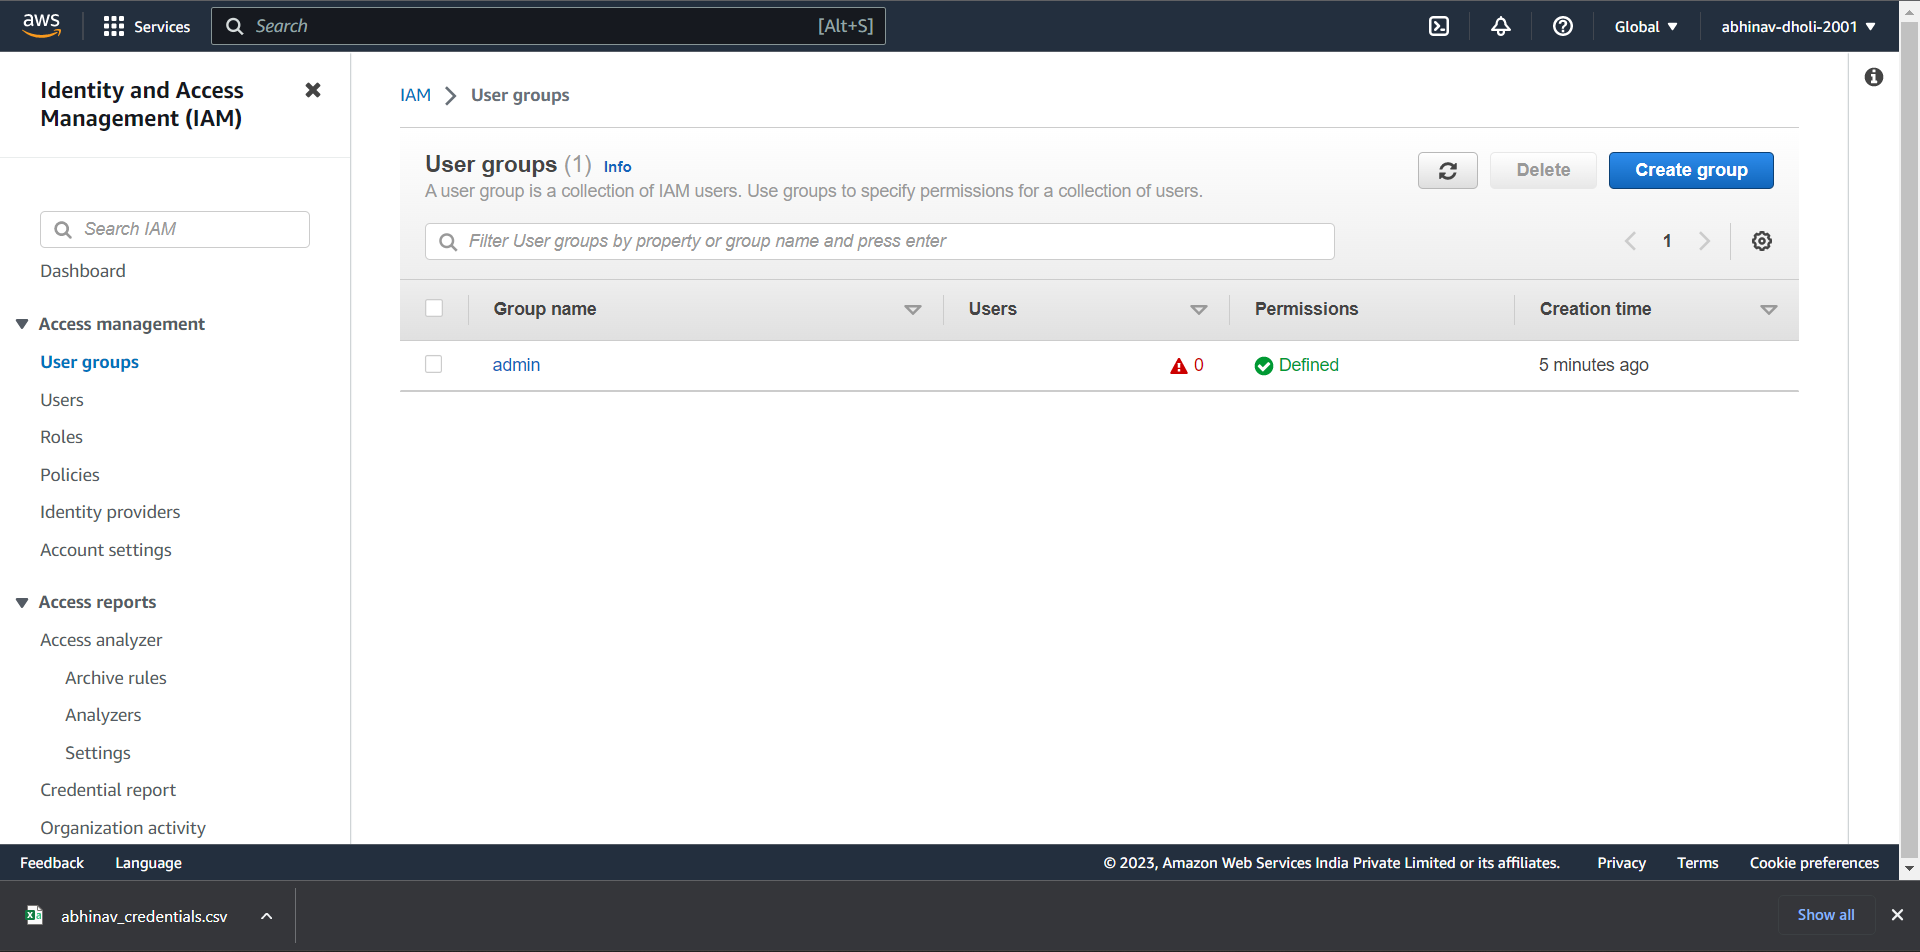 aws
Services
Search
[Alt+S]
Global
abhinav-dholi-2001
Identity and Access
Management (IAM)
Search IAM
Dashboard
Access management
User groups
Users
Roles
Policies
Identity providers
Account settings
Access reports
Access analyzer
Archive rules
Analyzers
Settings
Credential report
Organization activity
IAM
User groups
User groups (1) Info
A user group is a collection of IAM users. Use groups to specify permissions for a collection of users.
Delete
Create group
Filter User groups by property or group name and press enter
1
Group name
Users
Permissions
Creation time
admin
0
Defined
5 minutes ago
Feedback
Language
© 2023, Amazon Web Services India Private Limited or its affiliates.
Privacy
Terms
Cookie preferences
abhinav_credentials.csv
Show all